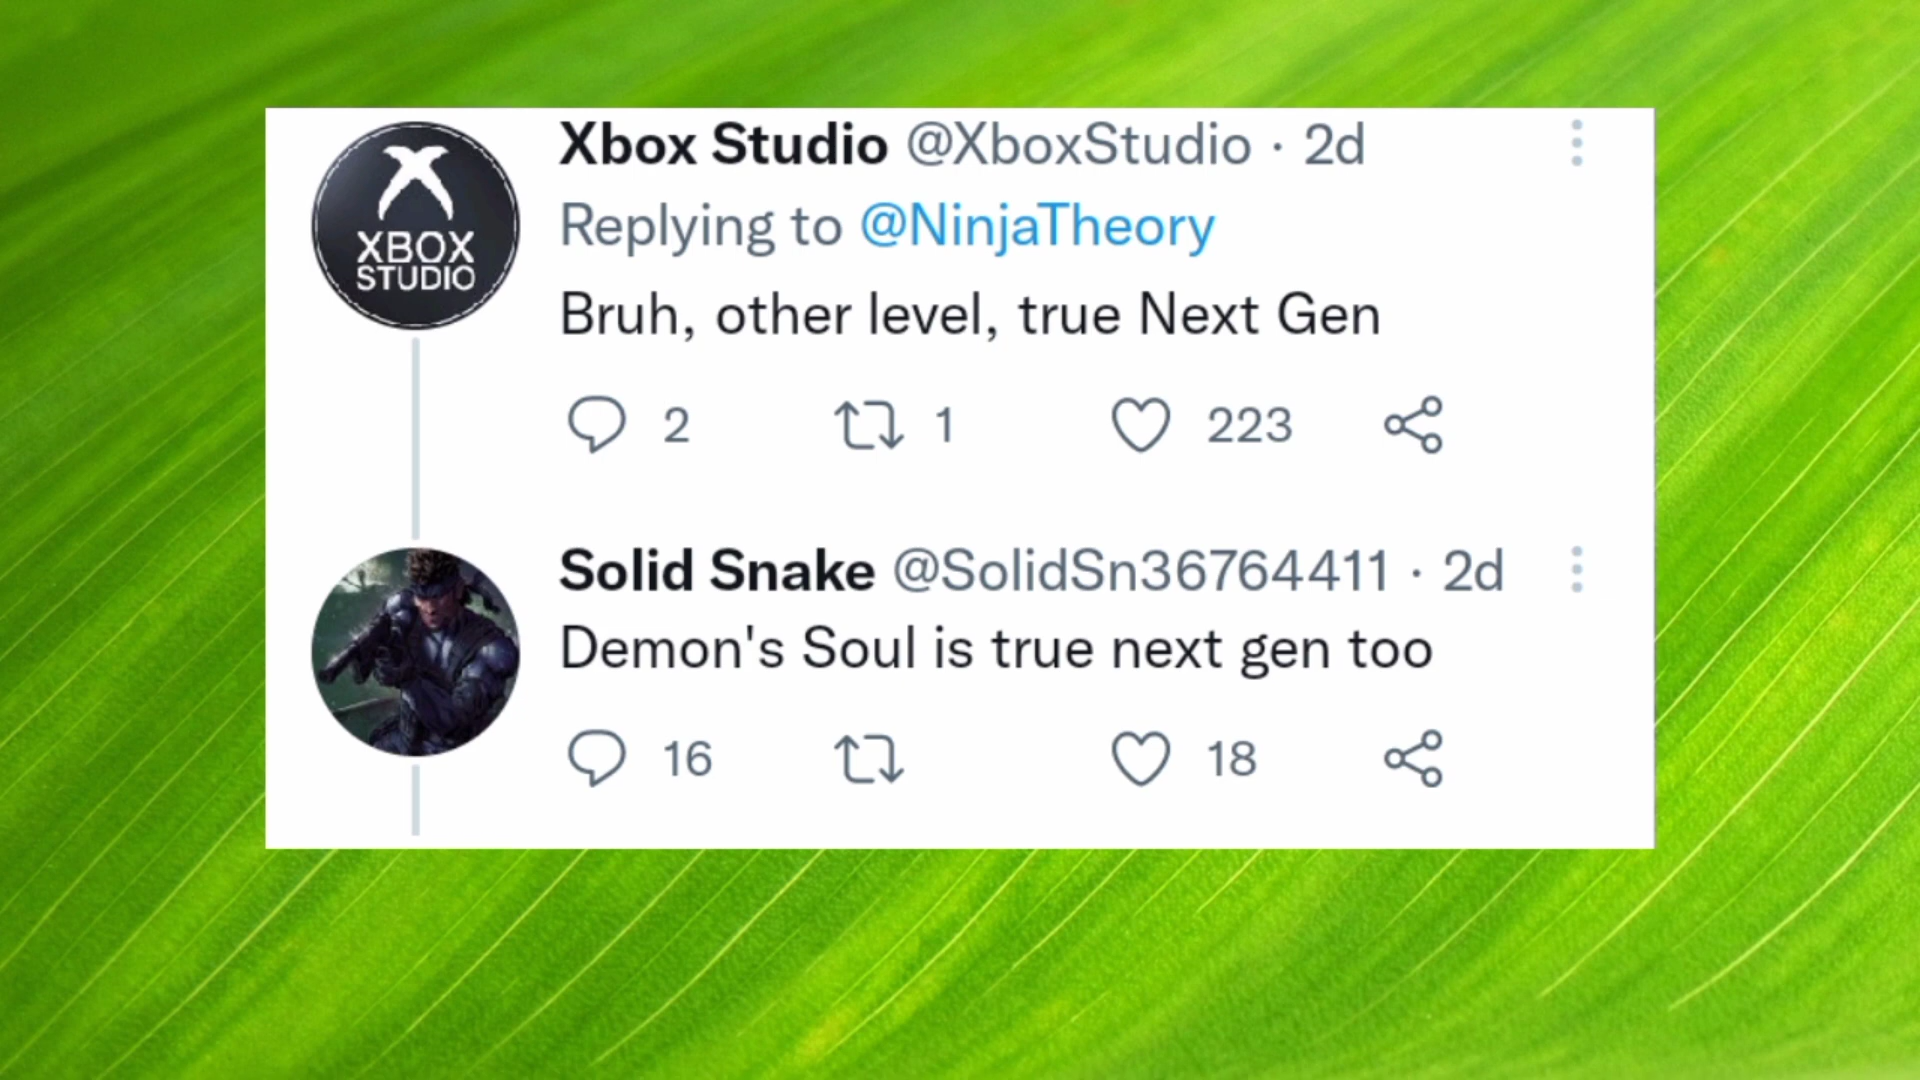 XBOX
STUDIO
Xbox Studio @XboxStudio · 2d
Replying to @NinjaTheory
Bruh, other level, true Next Gen
2 1 223
Solid Snake @SolidSn36764411 · 2d
Demon's Soul is true next gen too
16 18